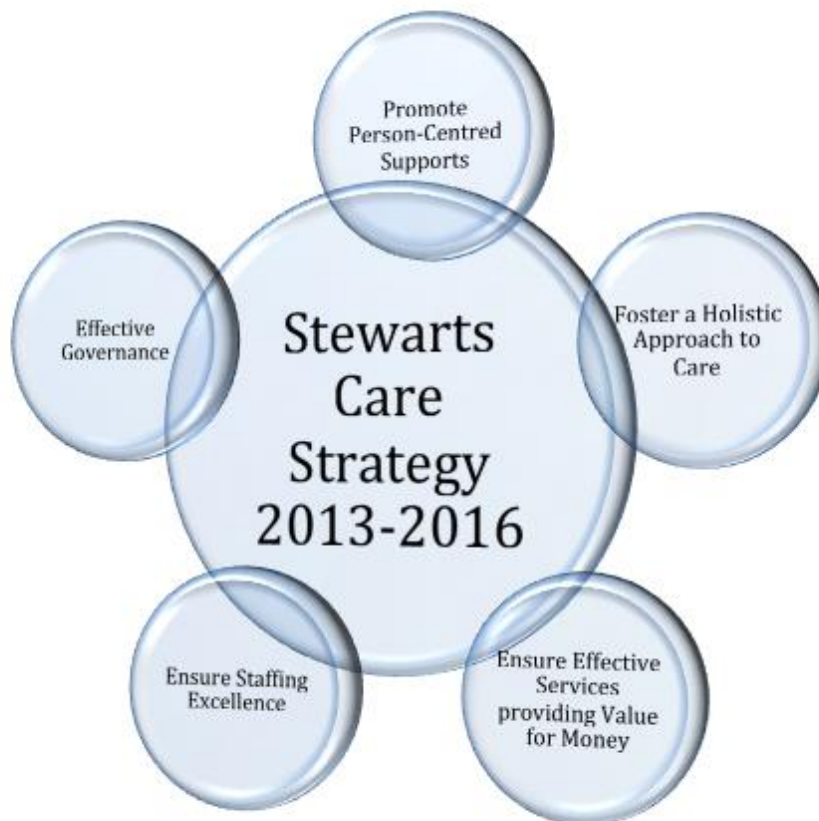 Promote
Person-Centred
Supports
Effective
Governance
Stewarts
Care
Strategy
2013-2016
Foster a Holistic
Approach to
Care
Ensure Staffing
Excellence
Ensure Effective
Services
providing Value
for Money